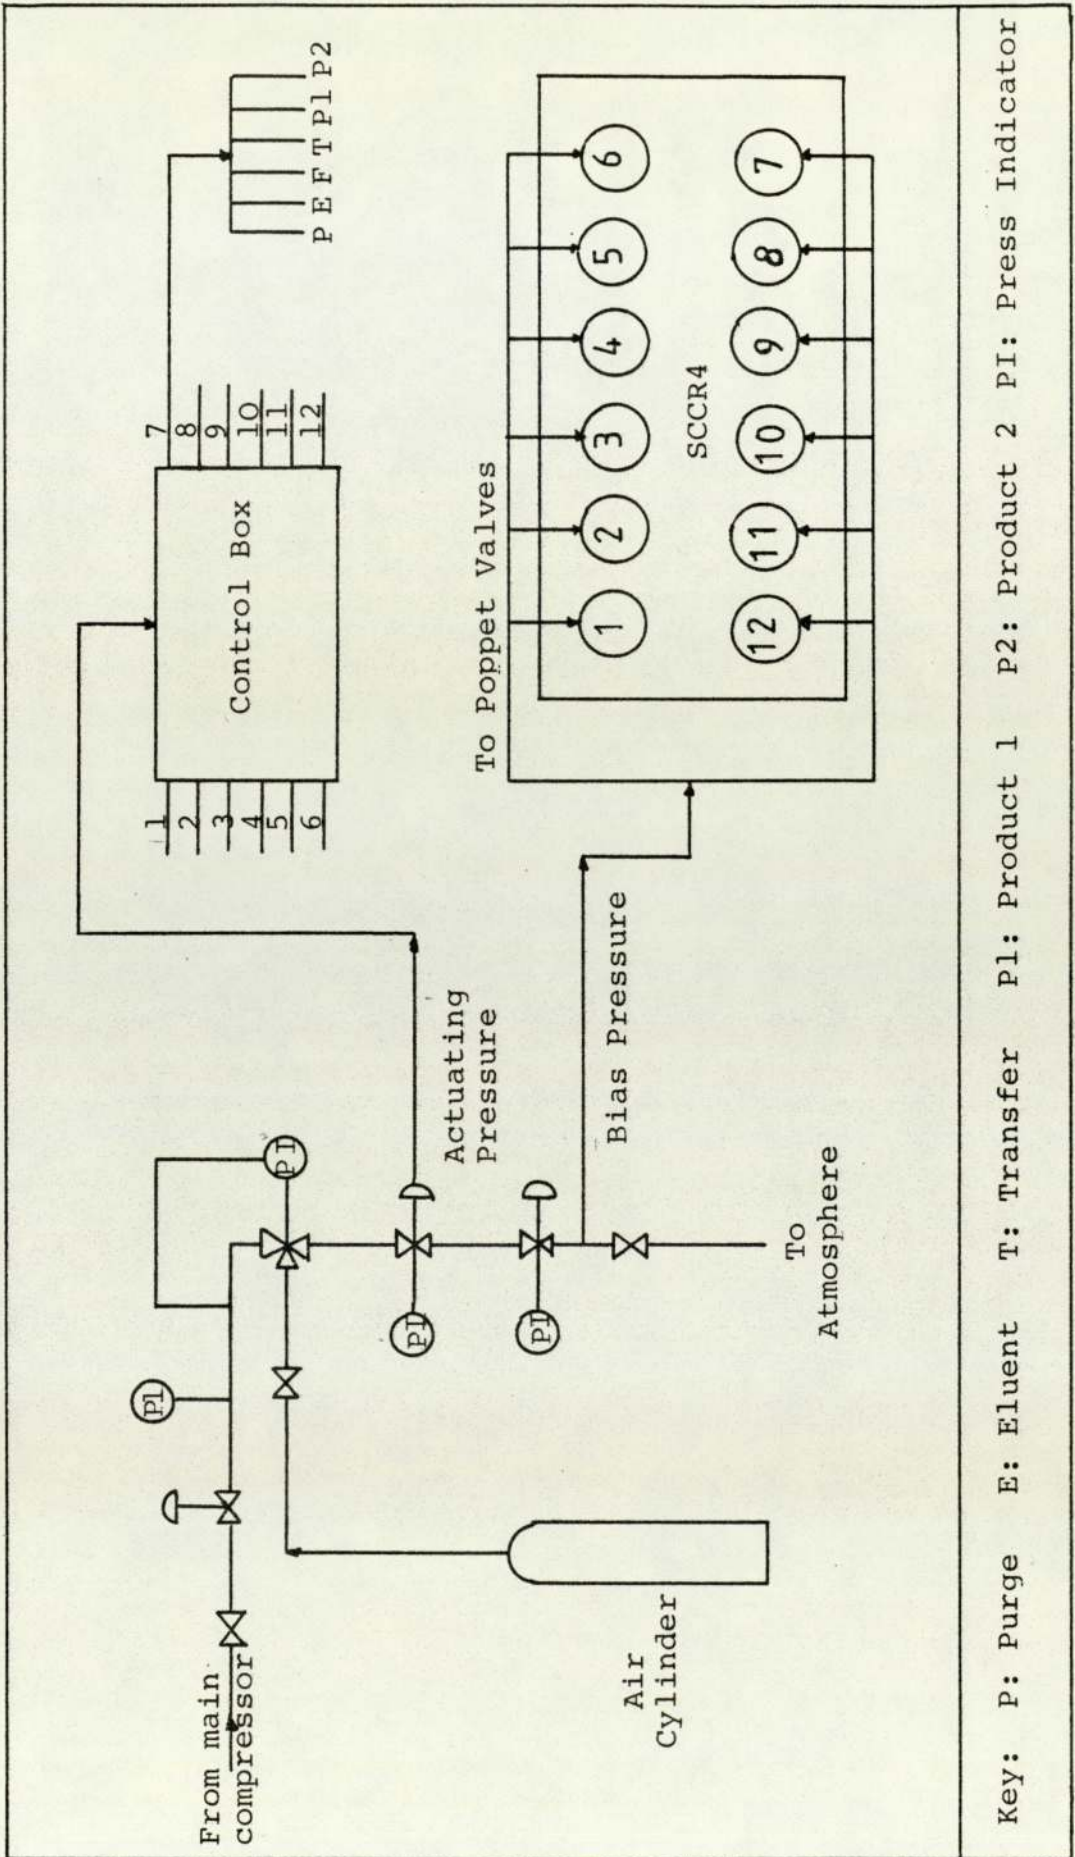 P E F T P1 P2
1
2
3
4
5
6
Control Box
7
8
9
10
11
12
To Poppet Valves
1 2 3 4 5 6
SCCR4
12 11 10 9 8 7
Actuating
Pressure
Bias Pressure
PI
Pl
PI
PI
From main
compressor
Air
Cylinder
To
Atmosphere
Key: P: Purge E: Eluent T: Transfer Pl: Product 1 P2: Product 2 PI: Press Indicator